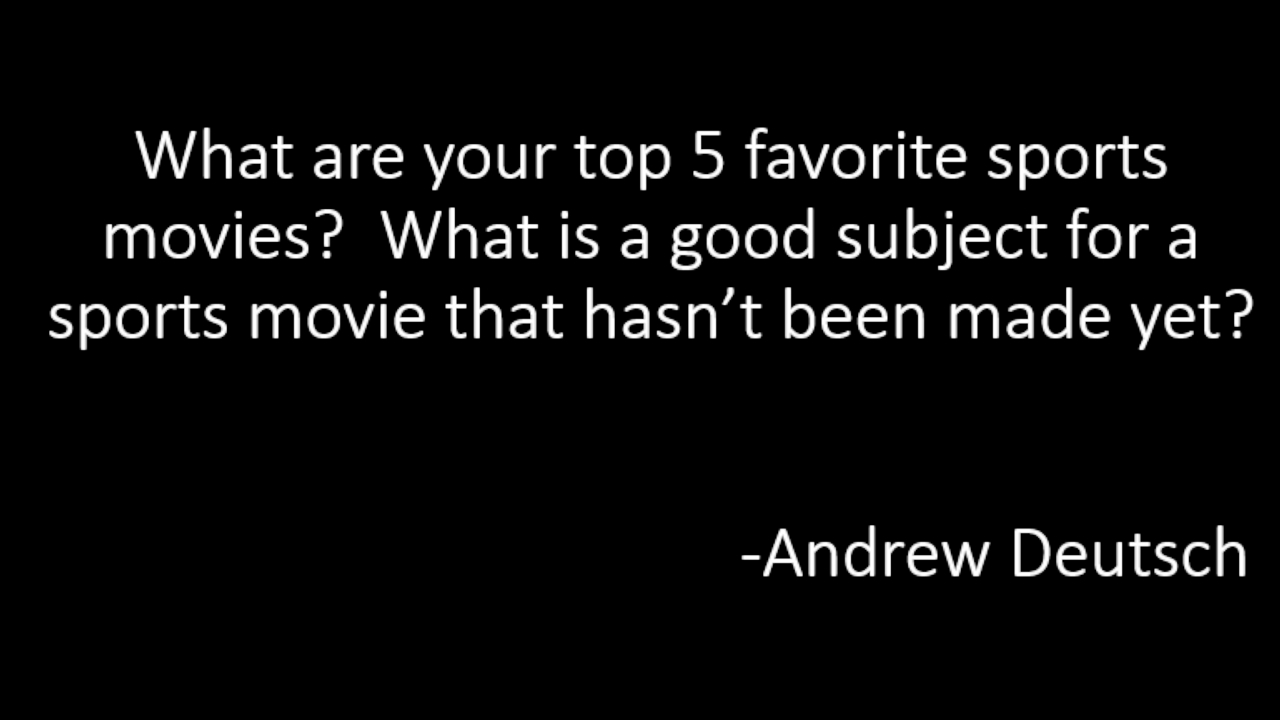 What are your top 5 favorite sports
movies?  What is a good subject for a
sports movie that hasn’t been made yet?
-Andrew Deutsch